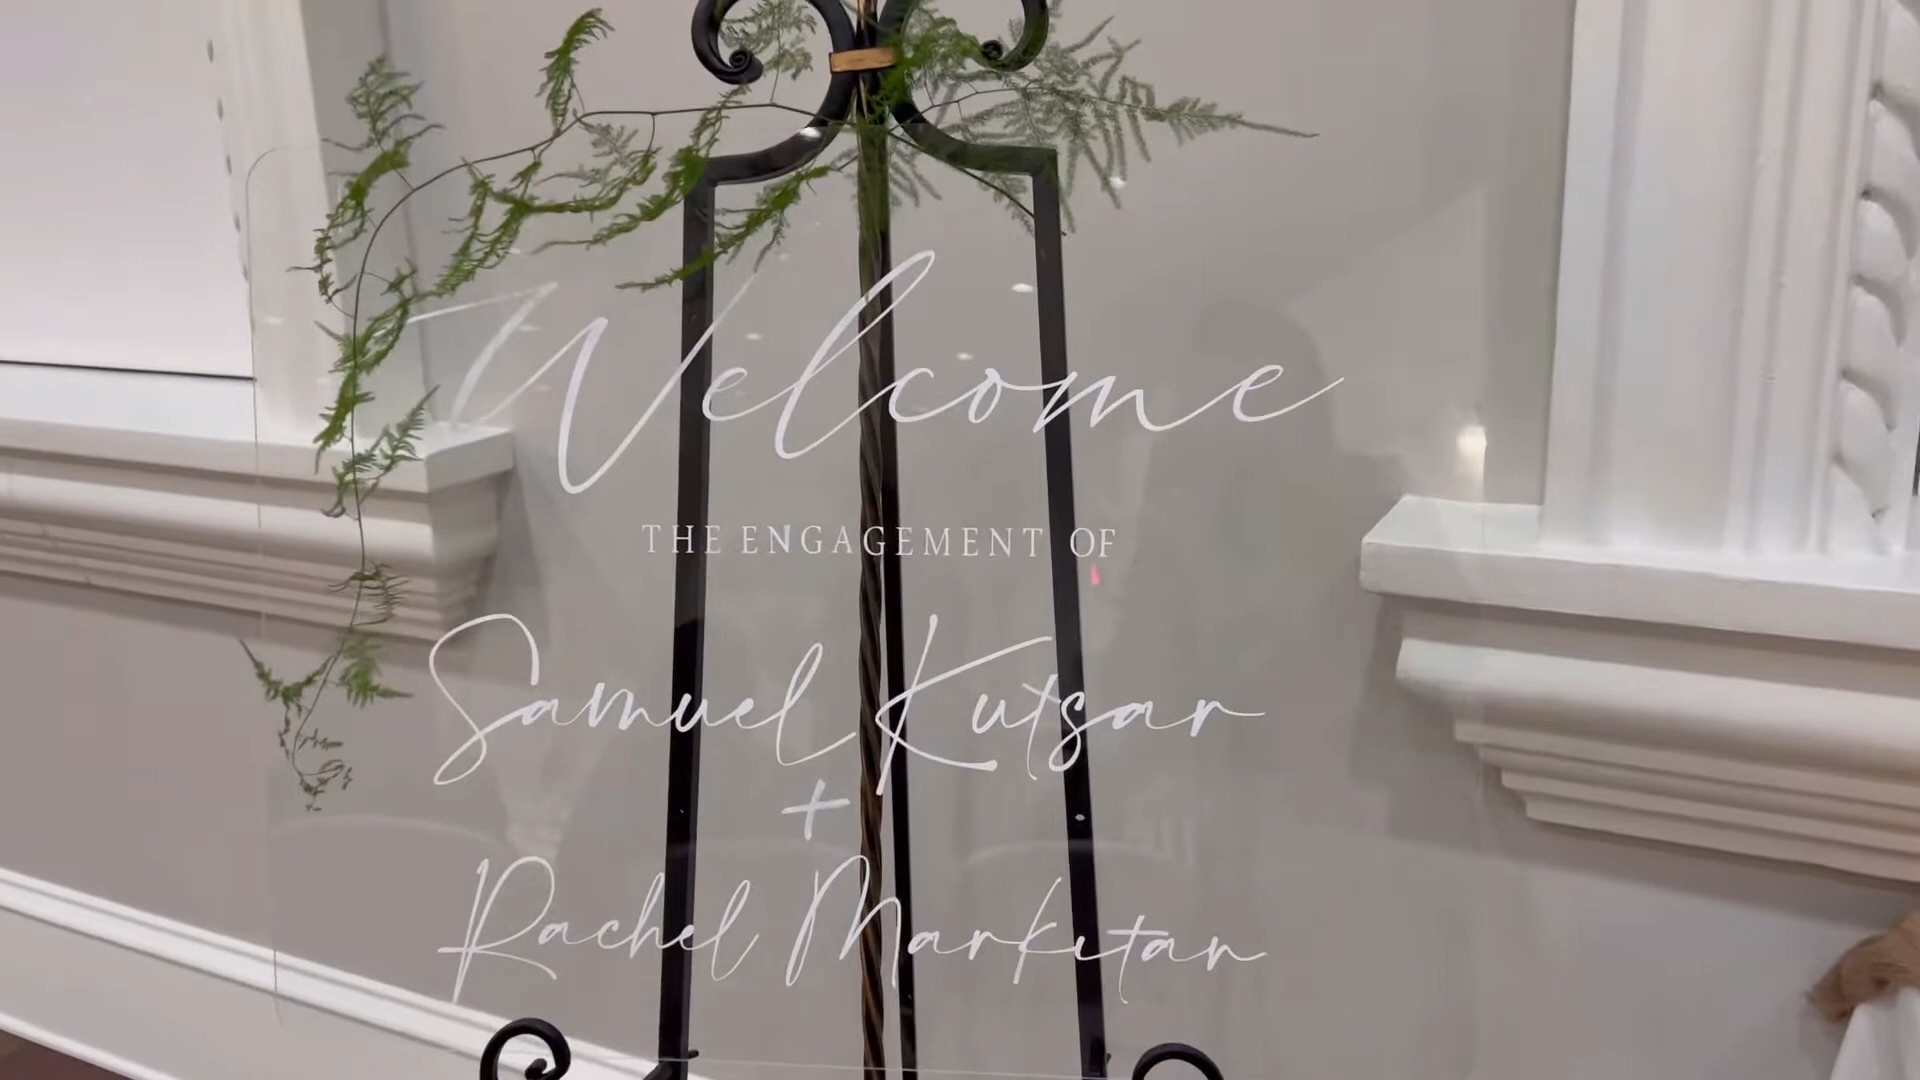 Welcome
THE ENGAGEMENT OF
Samuel Kutsar
+
Rachel Markitan